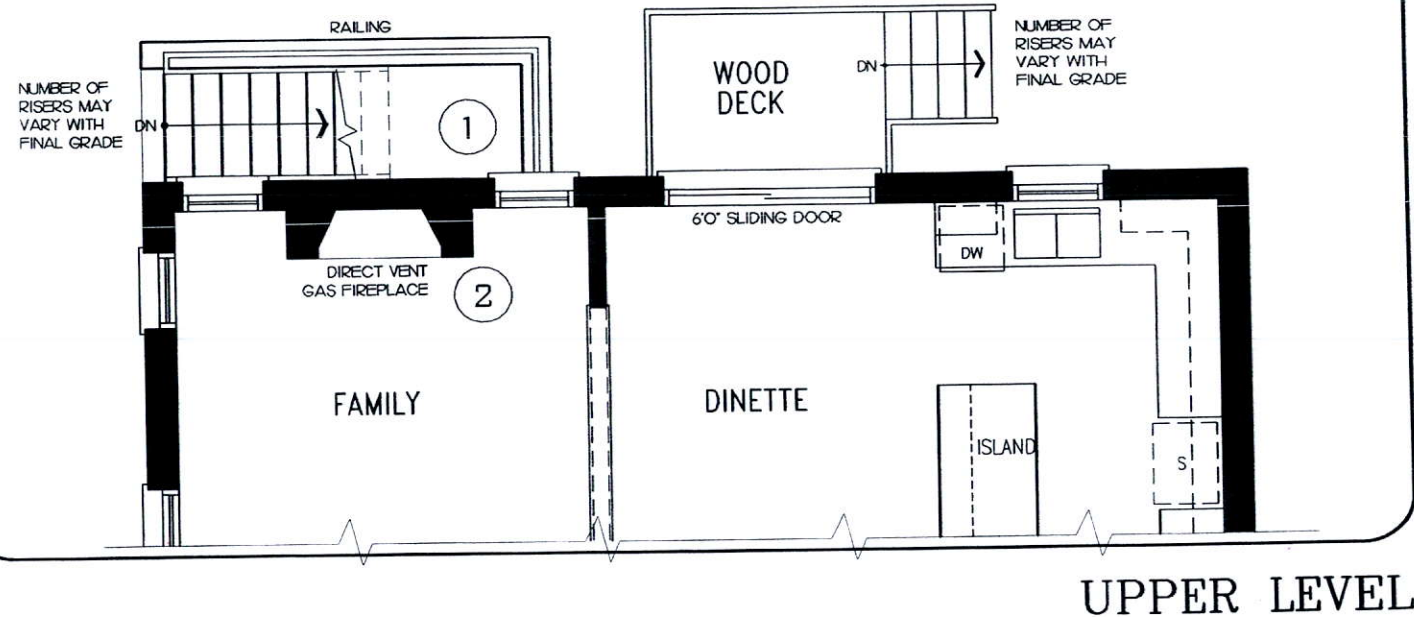 RAILING
NUMBER OF
RISERS MAY
VARY WITH
FINAL GRADE
DN
1
WOOD
DECK
DN
NUMBER OF
RISERS MAY
VARY WITH
FINAL GRADE
6'0" SLIDING DOOR
DW
DIRECT VENT
GAS FIREPLACE
2
FAMILY
DINETTE
ISLAND
S
UPPER LEVEL